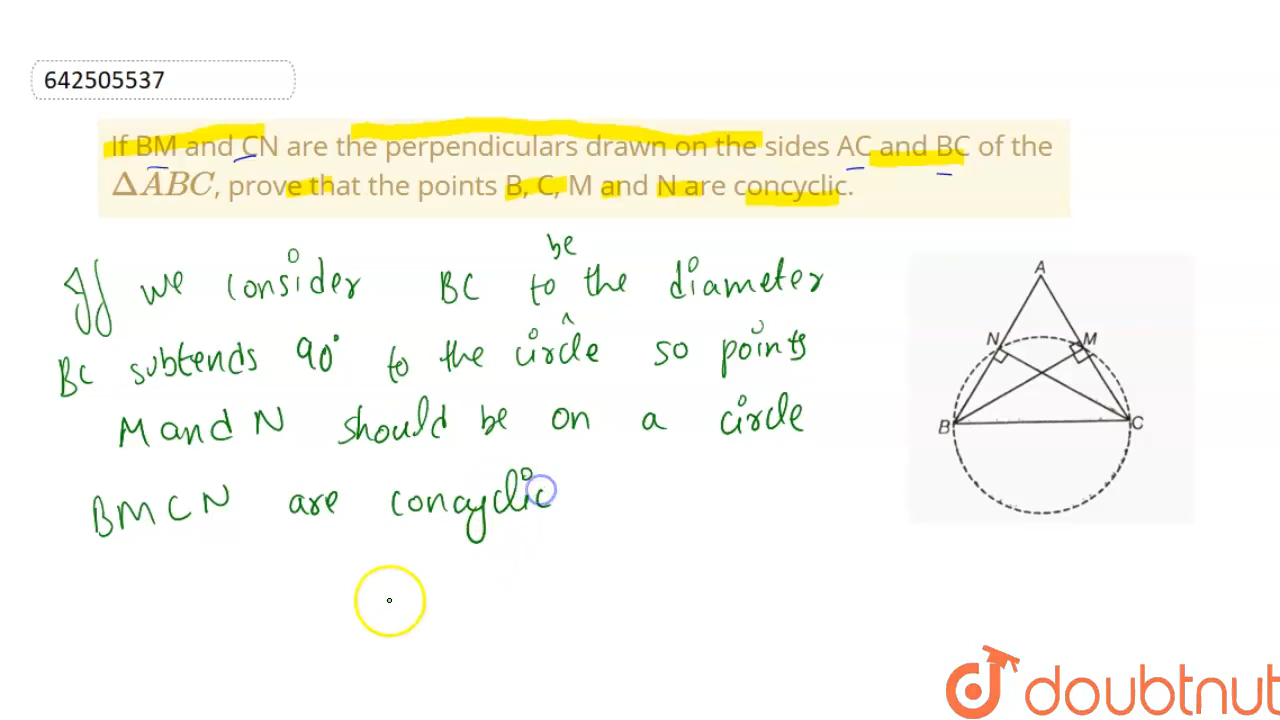 642505537
If BM and CN are the perpendiculars drawn on the sides AC and BC of the
ΔABC, prove that the points B, C, M and N are concyclic.
If we consider BC to be the diameter
BC subtends 90° to the circle so points
M and N should be on a circle
BMCN are concyclic
A
N
M
B
C
doubtnut